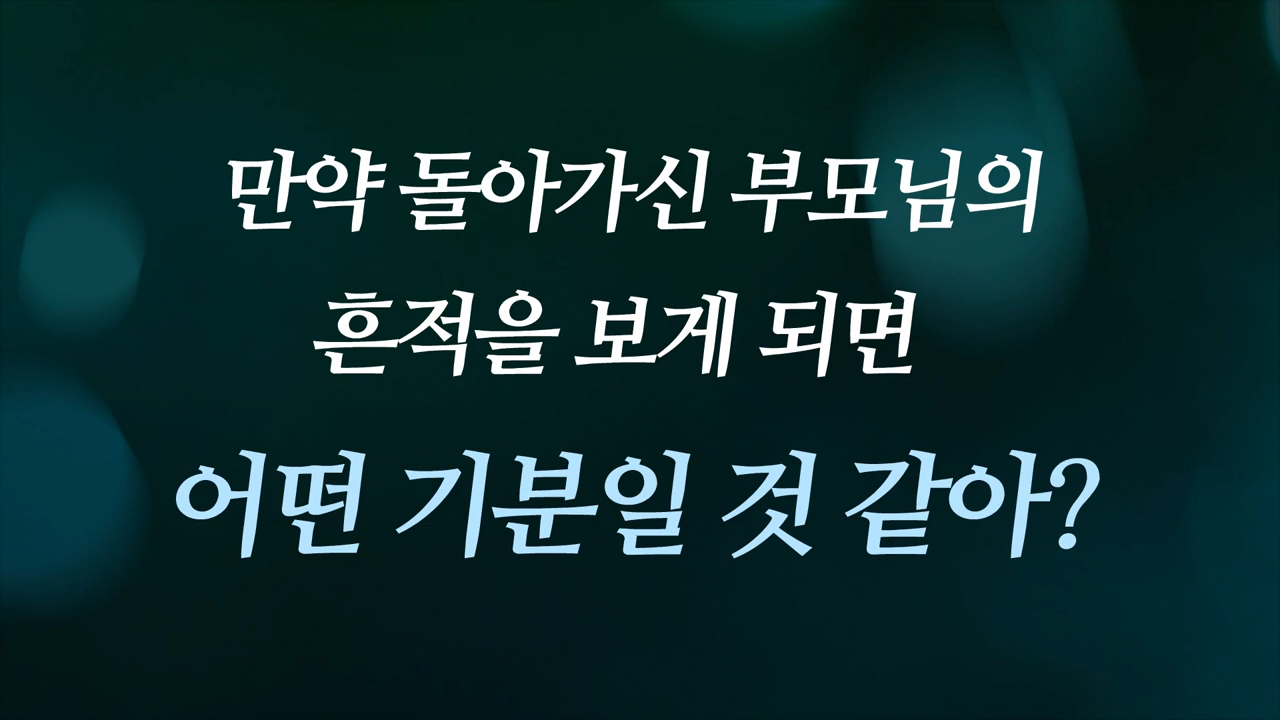 만약 돌아가신 부모님의
흔적을 보게 되면
어떤 기분일 것 같아?